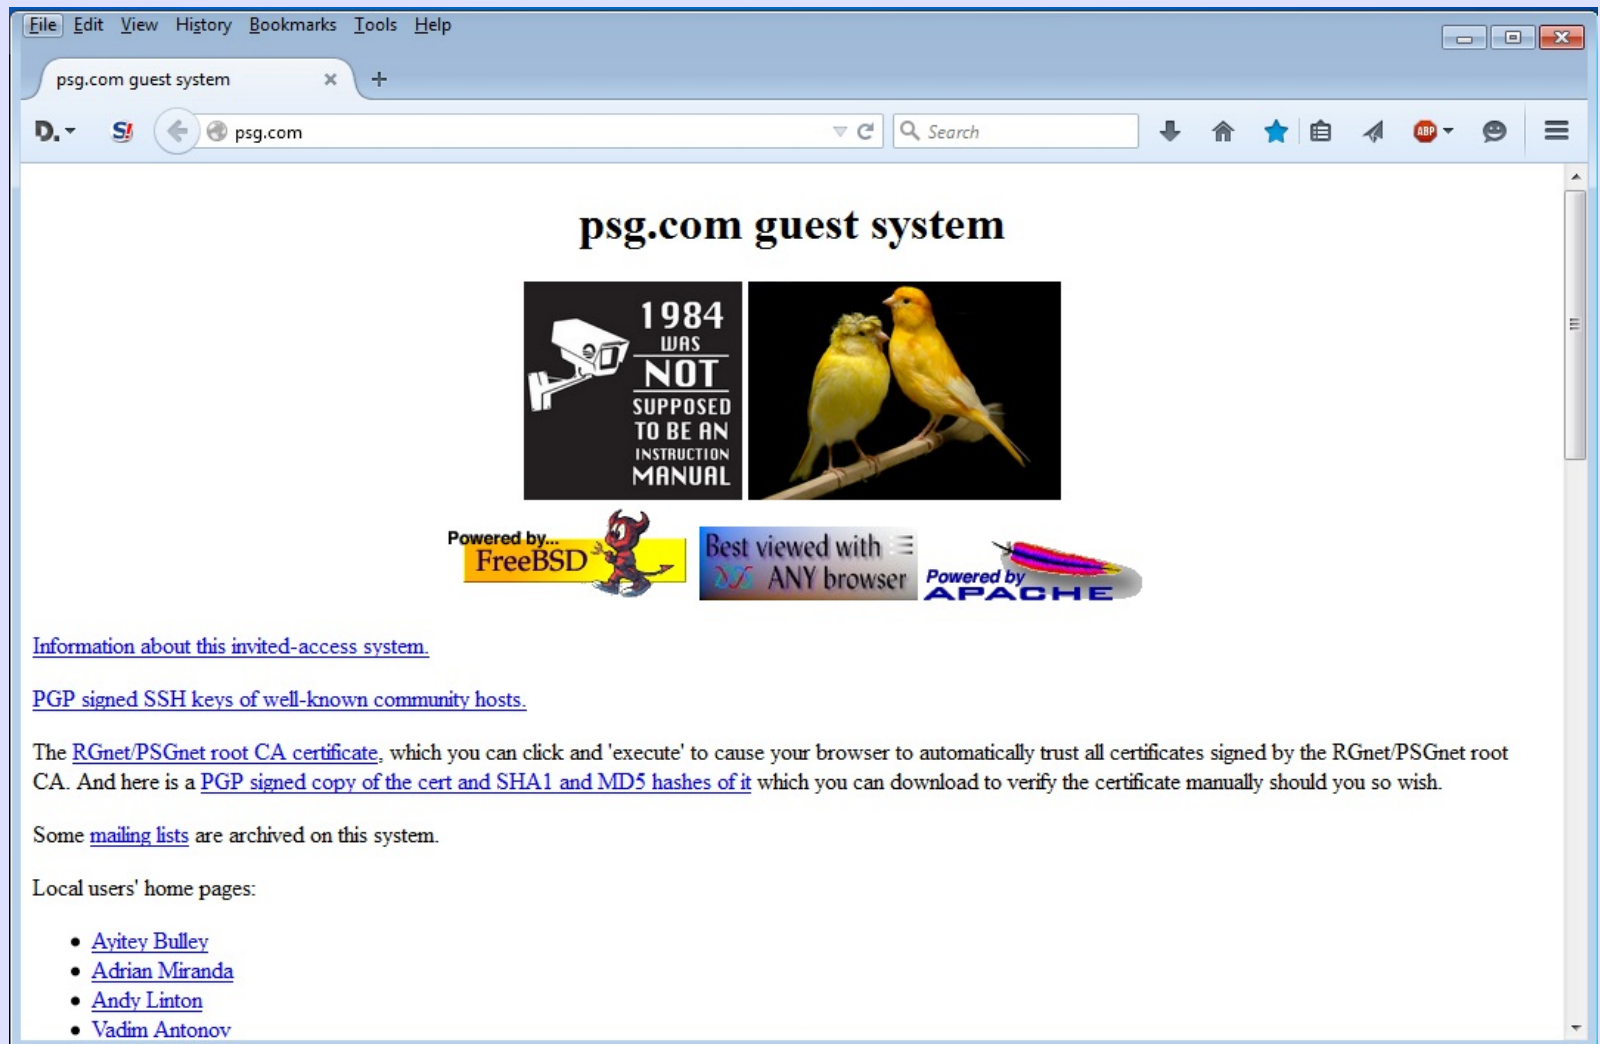 File Edit View History Bookmarks Tools Help
psg.com guest system
D.
S!
psg.com
Search
ABP
psg.com guest system
1984
WAS
NOT
SUPPOSED
TO BE AN
INSTRUCTION
MANUAL
Powered by...
FreeBSD
Best viewed with
ANY browser
Powered by
APACHE
Information about this invited-access system.
PGP signed SSH keys of well-known community hosts.
The RGnet/PSGnet root CA certificate, which you can click and 'execute' to cause your browser to automatically trust all certificates signed by the RGnet/PSGnet root
CA. And here is a PGP signed copy of the cert and SHA1 and MD5 hashes of it which you can download to verify the certificate manually should you so wish.
Some mailing lists are archived on this system.
Local users' home pages:
Ayitey Bulley
Adrian Miranda
Andy Linton
Vadim Antonov